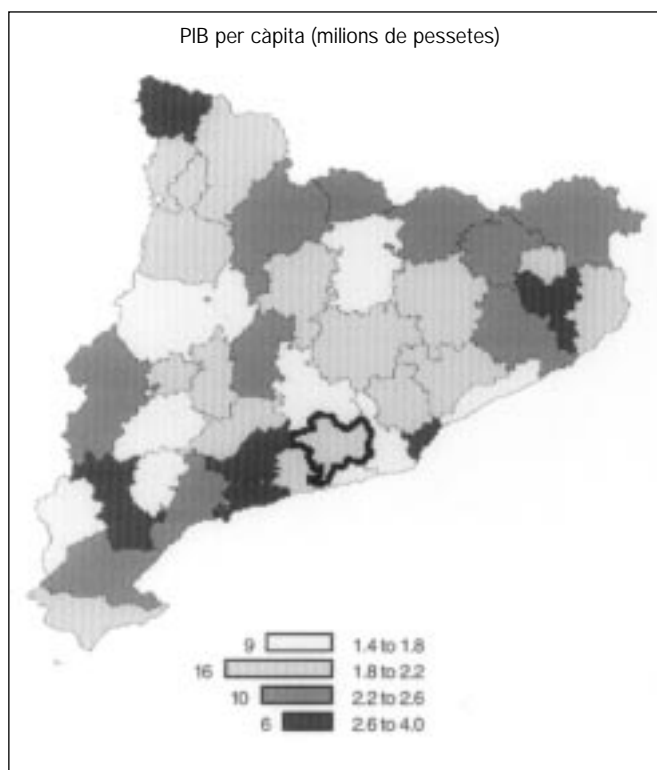 PIB per càpita (milions de pessetes)
9 1.4 to 1.8
16 1.8 to 2.2
10 2.2 to 2.6
6 2.6 to 4.0